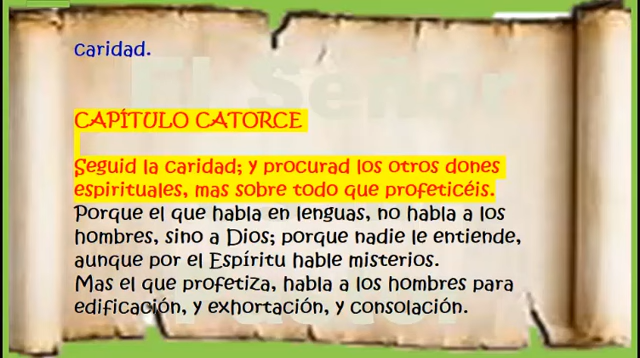 caridad.
CAPÍTULO CATORCE
Seguid la caridad; y procurad los otros dones
espirituales, mas sobre todo que profeticéis.
Porque el que habla en lenguas, no habla a los
hombres, sino a Dios; porque nadie le entiende,
aunque por el Espíritu hable misterios.
Mas el que profetiza, habla a los hombres para
edificación, y exhortación, y consolación.